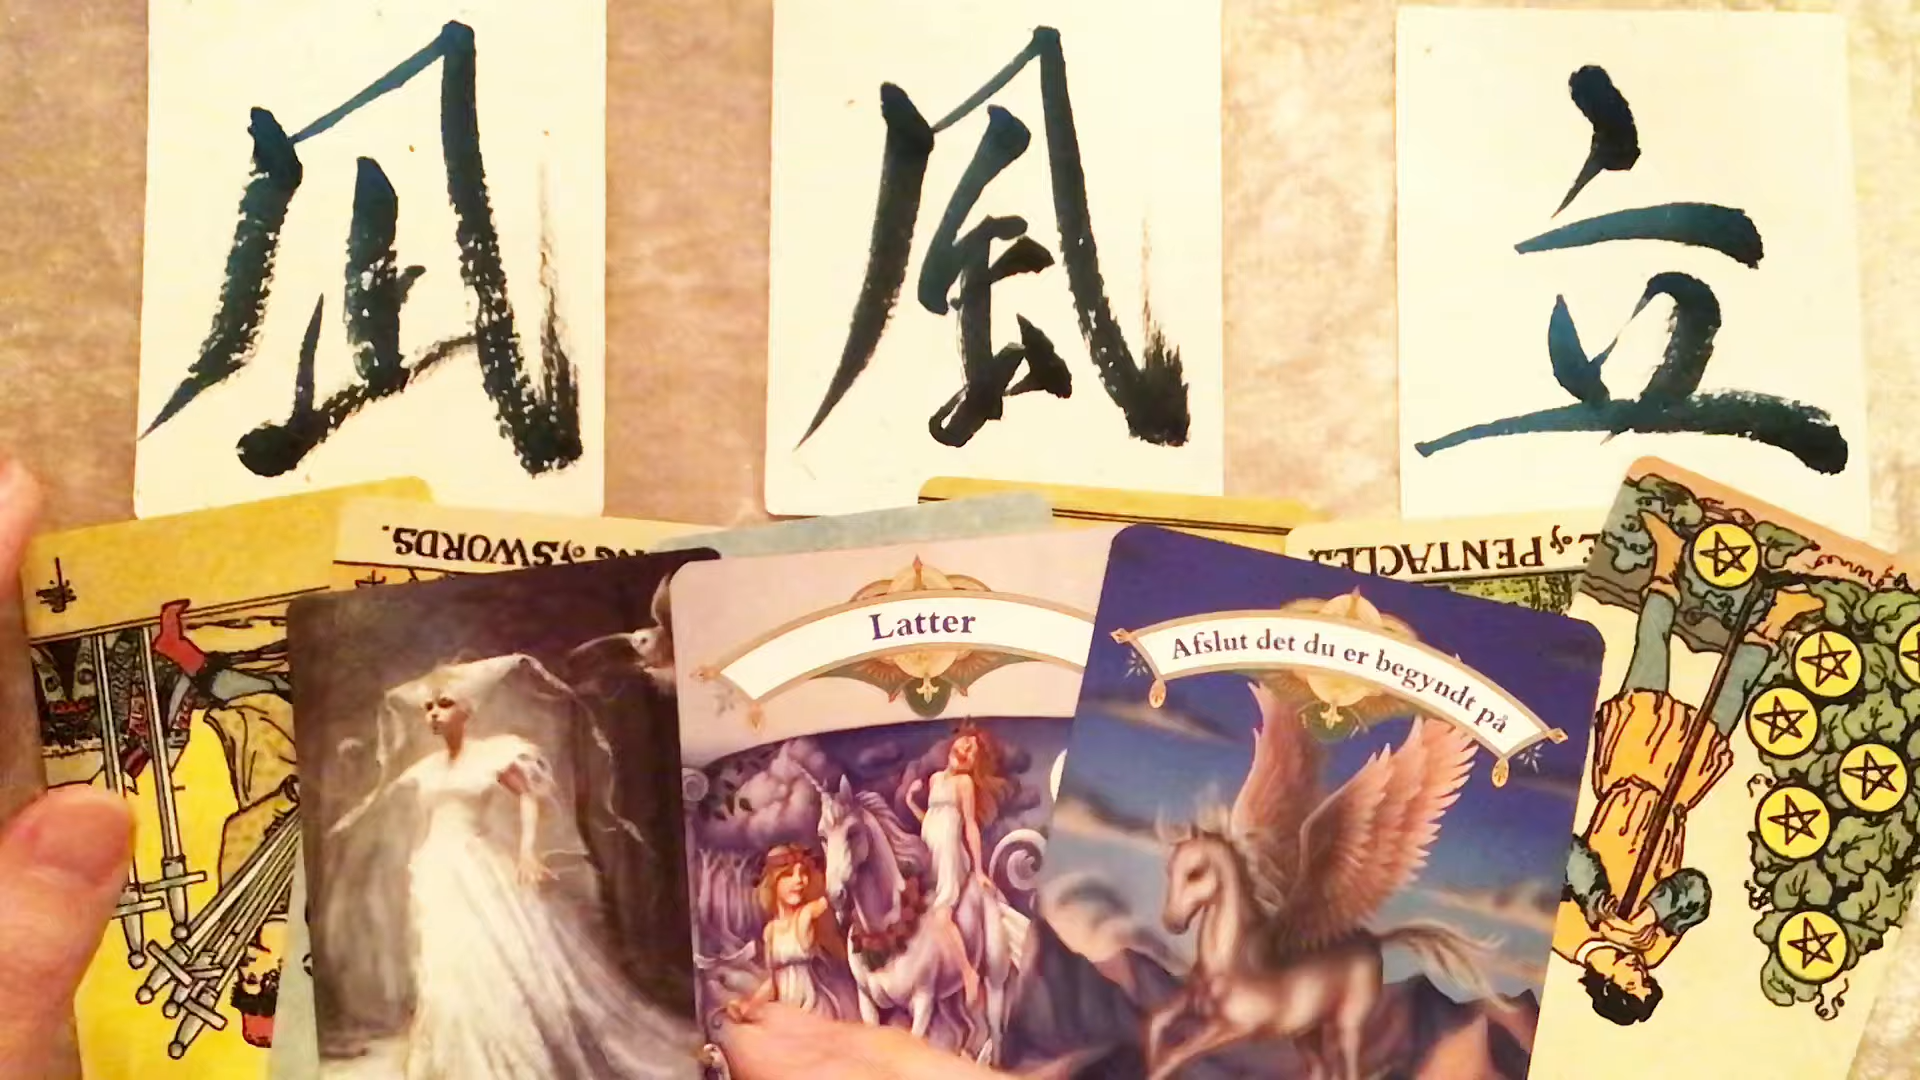 凪
風
立
SWORDS.
of PENTACLES.
Latter
Afslut det du er begyndt på